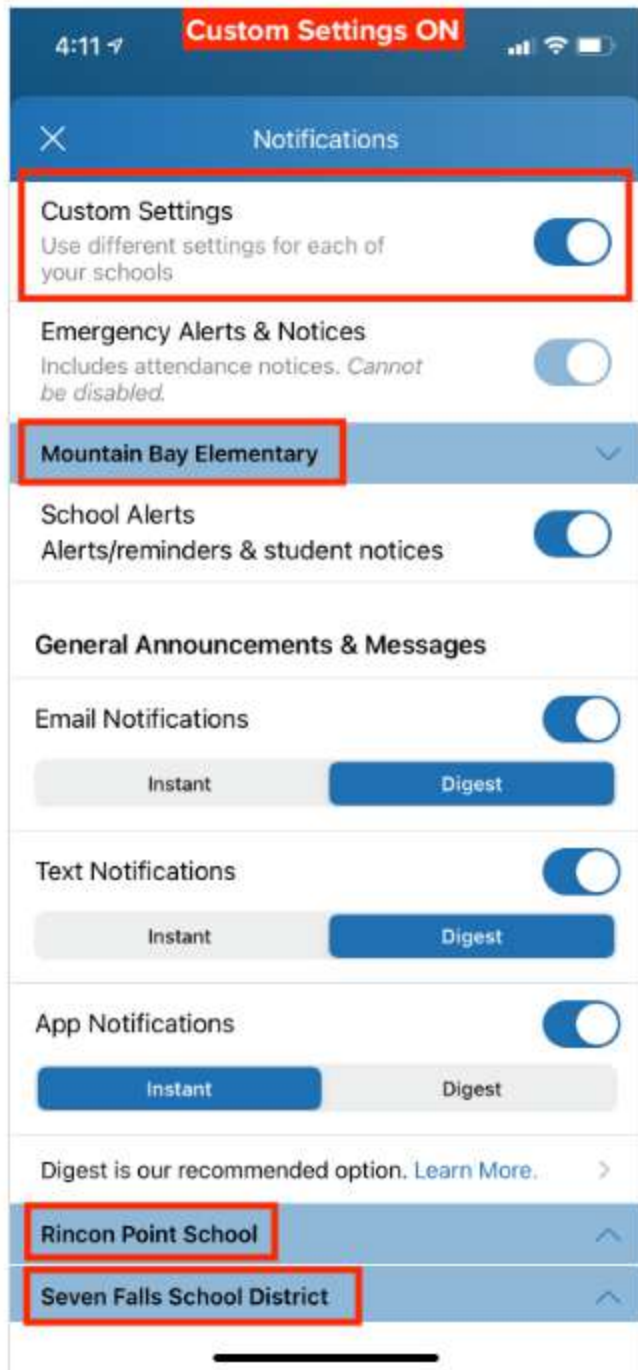 Custom Settings ON
4:11
Notifications
Custom Settings
Use different settings for each of
your schools
Emergency Alerts & Notices
Includes attendance notices. Cannot
be disabled.
Mountain Bay Elementary
School Alerts
Alerts/reminders & student notices
General Announcements & Messages
Email Notifications
Instant Digest
Text Notifications
Instant Digest
App Notifications
Instant Digest
Digest is our recommended option. Learn More.
Rincon Point School
Seven Falls School District